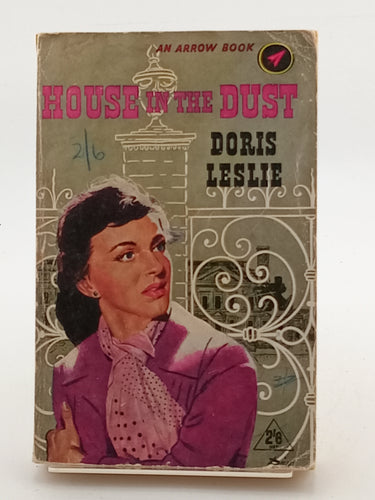 AN ARROW BOOK
HOUSE IN THE DUST
2/6
DORIS
LESLIE
2/6